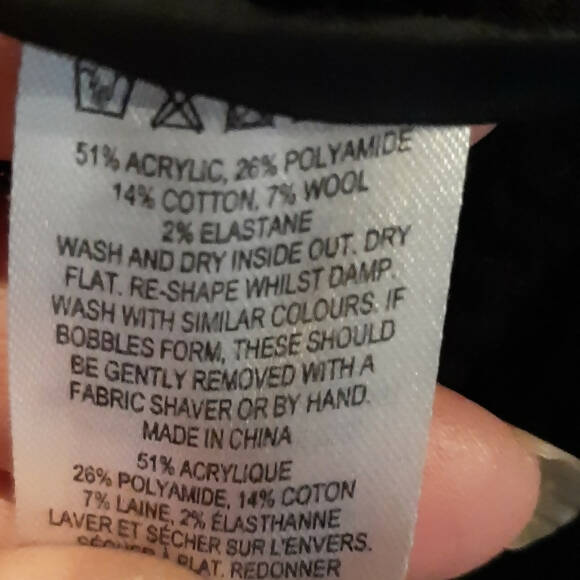 51% ACRYLIC, 26% POLYAMIDE
14% COTTON, 7% WOOL
2% ELASTANE
WASH AND DRY INSIDE OUT. DRY
FLAT. RE-SHAPE WHILST DAMP.
WASH WITH SIMILAR COLOURS. IF
BOBBLES FORM, THESE SHOULD
BE GENTLY REMOVED WITH A
FABRIC SHAVER OR BY HAND.
MADE IN CHINA
51% ACRYLIQUE
26% POLYAMIDE, 14% COTON
7% LAINE, 2% ÉLASTHANNE
LAVER ET SÉCHER SUR L'ENVERS.
SÉCHER À PLAT. REDONNER